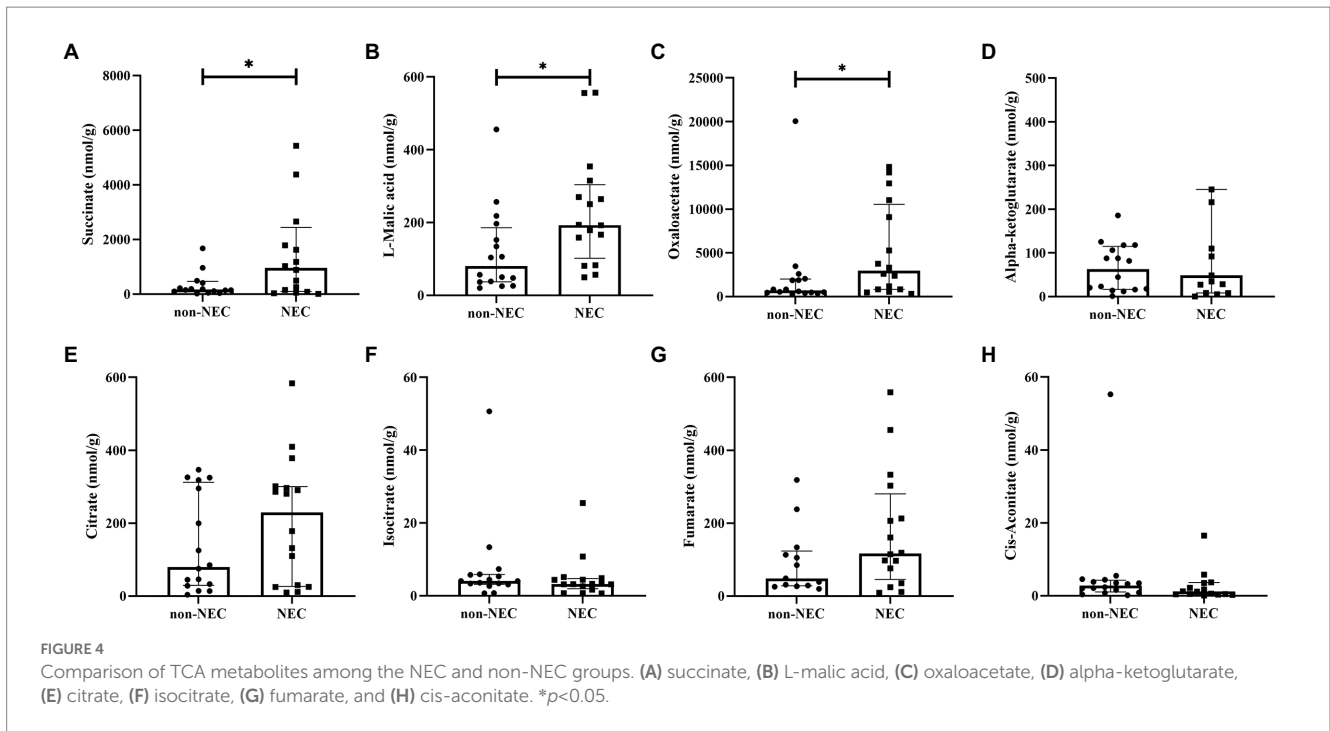 A
Succinate (nmol/g)
8000
6000
4000
2000
0
*
non-NEC NEC
B
L-Malic acid (nmol/g)
600
400
200
0
*
non-NEC NEC
C
Oxaloacetate (nmol/g)
25000
20000
15000
10000
5000
0
*
non-NEC NEC
D
Alpha-ketoglutarate (nmol/g)
500
400
300
200
100
0
non-NEC NEC
E
Citrate (nmol/g)
600
400
200
0
non-NEC NEC
F
Isocitrate (nmol/g)
60
40
20
0
non-NEC NEC
G
Fumarate (nmol/g)
600
400
200
0
non-NEC NEC
H
Cis-Aconitate (nmol/g)
60
40
20
0
non-NEC NEC
FIGURE 4
Comparison of TCA metabolites among the NEC and non-NEC groups. (A) succinate, (B) L-malic acid, (C) oxaloacetate, (D) alpha-ketoglutarate,
(E) citrate, (F) isocitrate, (G) fumarate, and (H) cis-aconitate. *p<0.05.